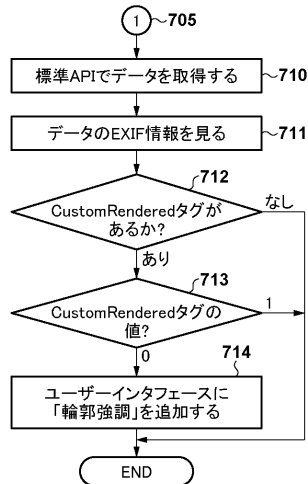 1
705
標準APIでデータを取得する
710
データのEXIF情報を見る
711
712
CustomRenderedタグが
あるか?
なし
あり
713
CustomRenderedタグの
値?
1
0
714
ユーザーインタフェースに
「輪郭強調」を追加する
END